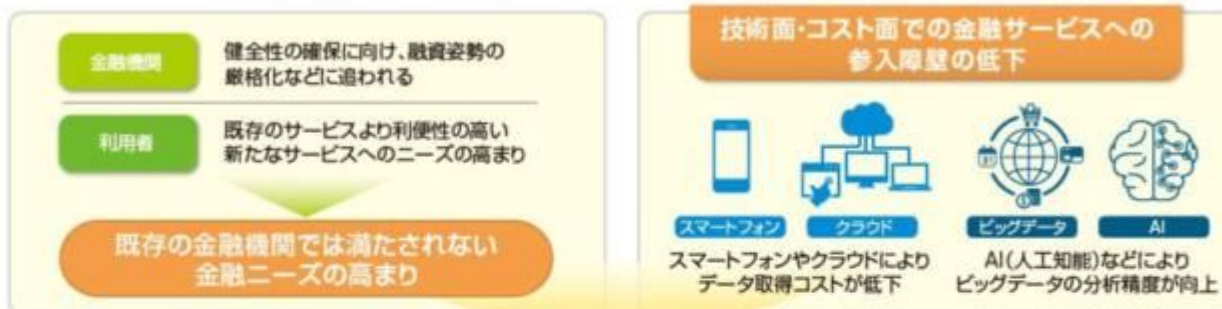 金融機関
健全性の確保に向け、融資姿勢の
厳格化などに追われる
利用者
既存のサービスより利便性の高い
新たなサービスへのニーズの高まり
既存の金融機関では満たされない
金融ニーズの高まり
技術面・コスト面での金融サービスへの
参入障壁の低下
スマートフォン
クラウド
ビッグデータ
AI
スマートフォンやクラウドにより
データ取得コストが低下
AI(人工知能)などにより
ビッグデータの分析精度が向上